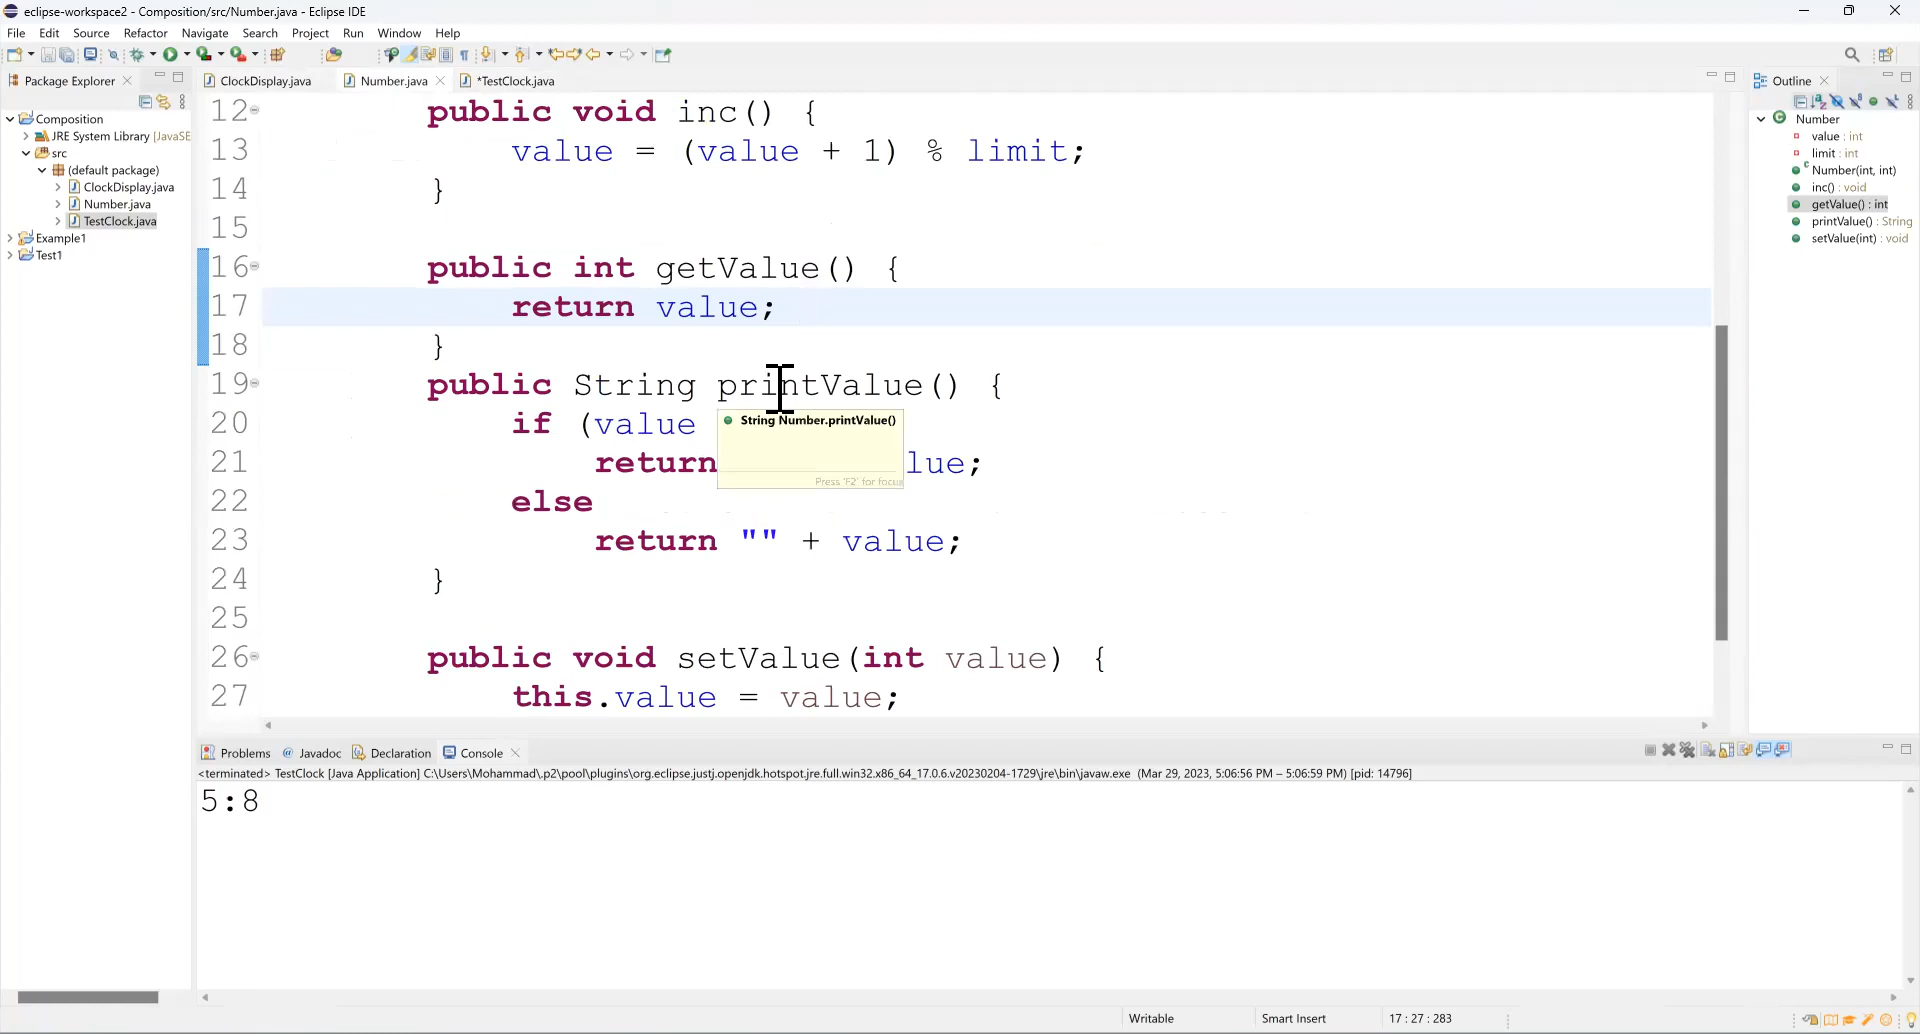 eclipse-workspace2 - Composition/src/Number.java - Eclipse IDE
File Edit Source Refactor Navigate Search Project Run Window Help
Package Explorer
ClockDisplay.java Number.java *TestClock.java
Outline
Composition
JRE System Library [JavaSE
src
(default package)
ClockDisplay.java
Number.java
TestClock.java
Example1
Test1
12 public void inc() {
13 value = (value + 1) % limit;
14 }
15
16 public int getValue() {
17 return value;
18 }
19 public String printValue() {
20 if (value
21 return lue;
22 else
23 return "" + value;
24 }
25
26 public void setValue(int value) {
27 this.value = value;
String Number.printValue()
Press 'F2' for focus
Number
value : int
limit : int
Number(int, int)
inc() : void
getValue() : int
printValue() : String
setValue(int) : void
Problems Javadoc Declaration Console
<terminated> TestClock [Java Application] C:\Users\Mohammad\.p2\pool\plugins\org.eclipse.justj.openjdk.hotspot.jre.full.win32.x86_64_17.0.6.v20230204-1729\jre\bin\javaw.exe (Mar 29, 2023, 5:06:56 PM – 5:06:59 PM) [pid: 14796]
5:8
Writable Smart Insert 17 : 27 : 283